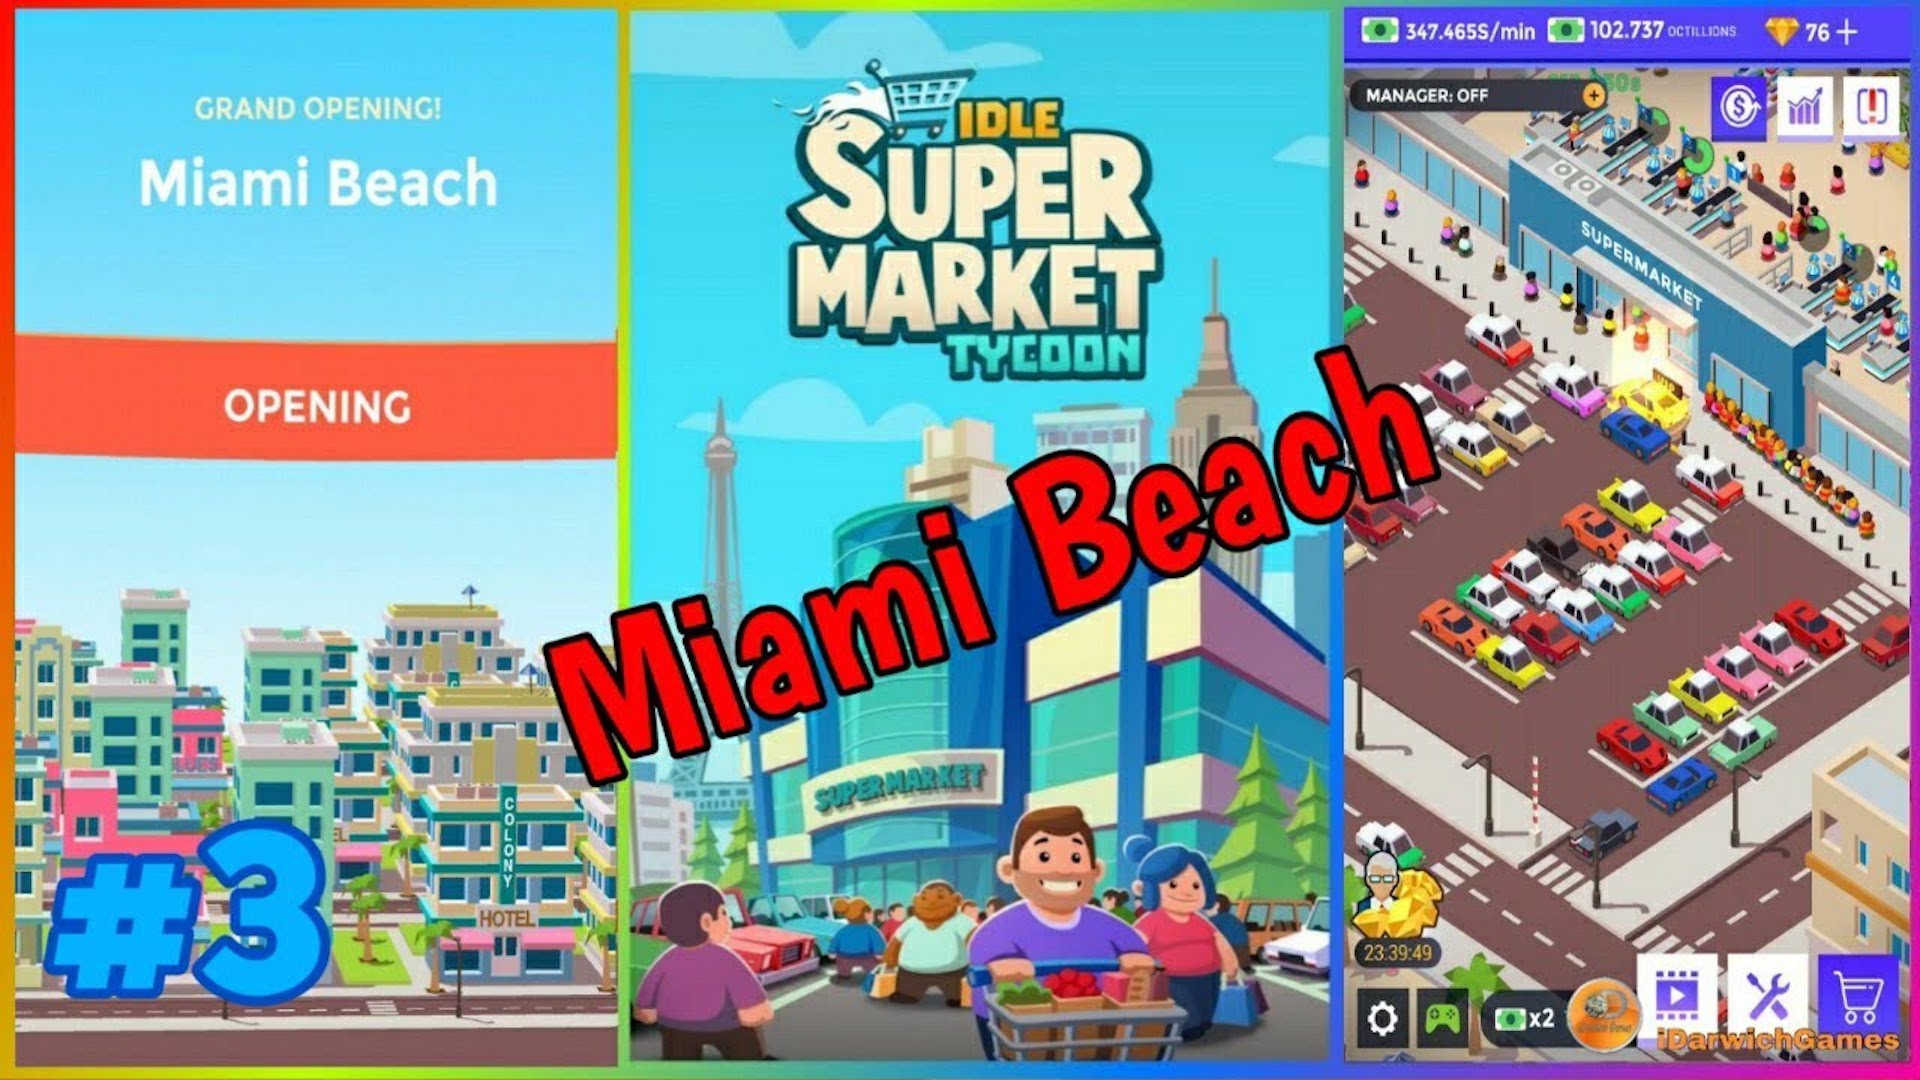 GRAND OPENING!
Miami Beach
OPENING
COLONY
HOTEL
#3
IDLE
SUPER
MARKET
TYCOON
Miami Beach
SUPERMARKET
347.465S/min
102.737 OCTILLIONS
76 +
MANAGER: OFF
SUPERMARKET
23:39:49
x2
iDarwichGames